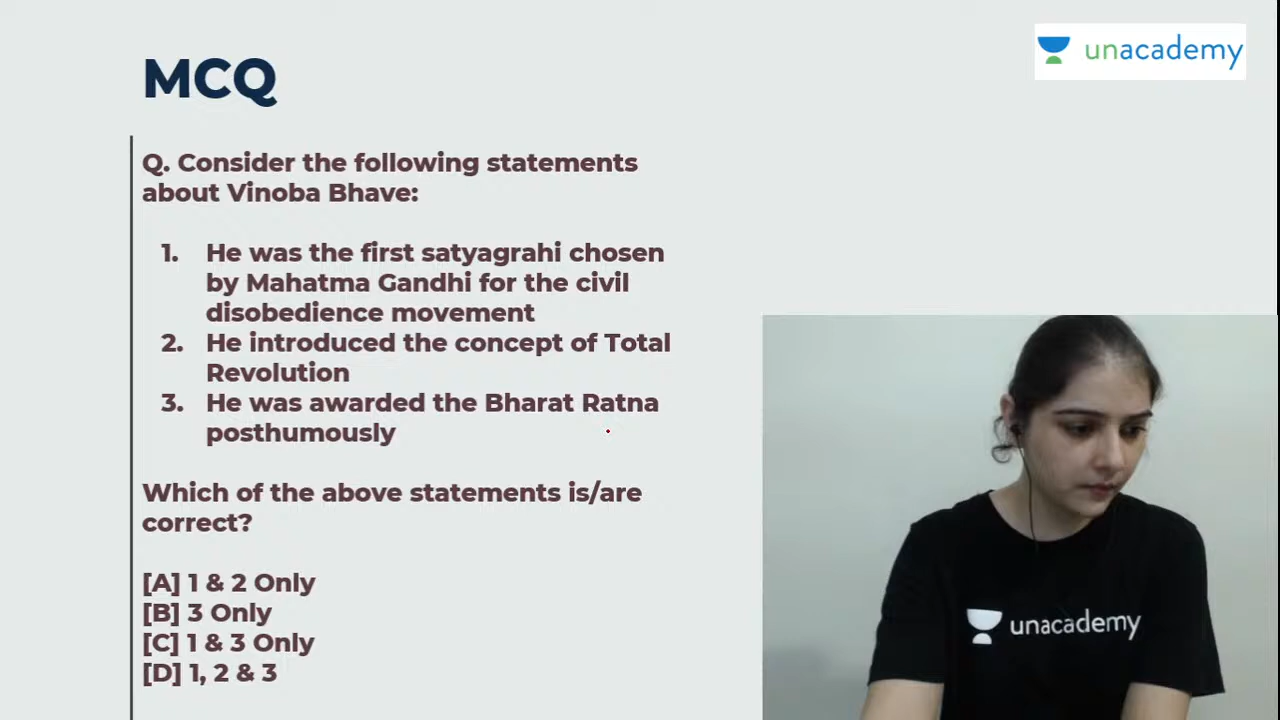 MCQ
unacademy
Q. Consider the following statements
about Vinoba Bhave:
1. He was the first satyagrahi chosen
by Mahatma Gandhi for the civil
disobedience movement
2. He introduced the concept of Total
Revolution
3. He was awarded the Bharat Ratna
posthumously
Which of the above statements is/are
correct?
[A] 1 & 2 Only
[B] 3 Only
[C] 1 & 3 Only
[D] 1, 2 & 3
unacademy